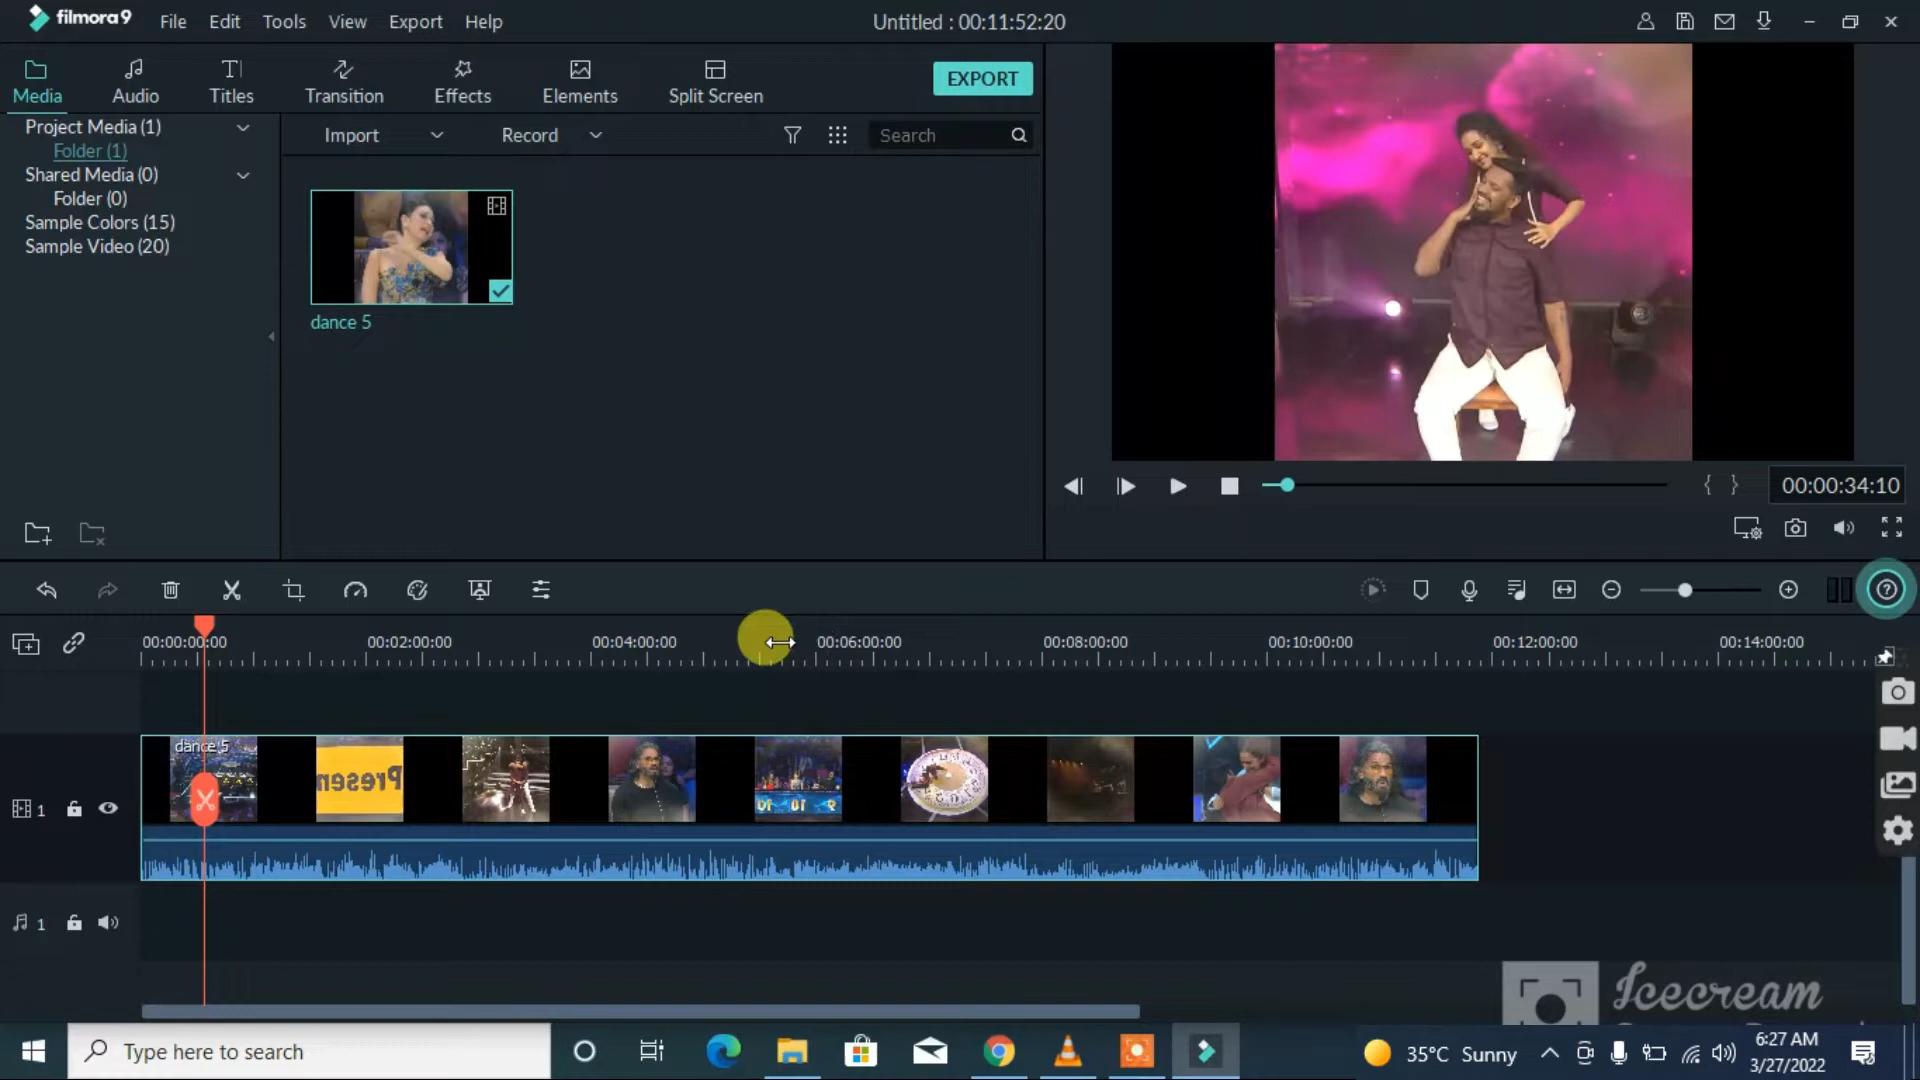 filmora9 File Edit Tools View Export Help
Untitled : 00:11:52:20
Media
Audio
Titles
Transition
Effects
Elements
Split Screen
EXPORT
Project Media (1)
Folder (1)
Shared Media (0)
Folder (0)
Sample Colors (15)
Sample Video (20)
Import
Record
Search
dance 5
{ } 00:00:34:10
00:00:00:00 00:02:00:00 00:04:00:00 00:06:00:00 00:08:00:00 00:10:00:00 00:12:00:00 00:14:00:00
dance 5
1
1
Icecream
Type here to search
35°C Sunny
6:27 AM
3/27/2022